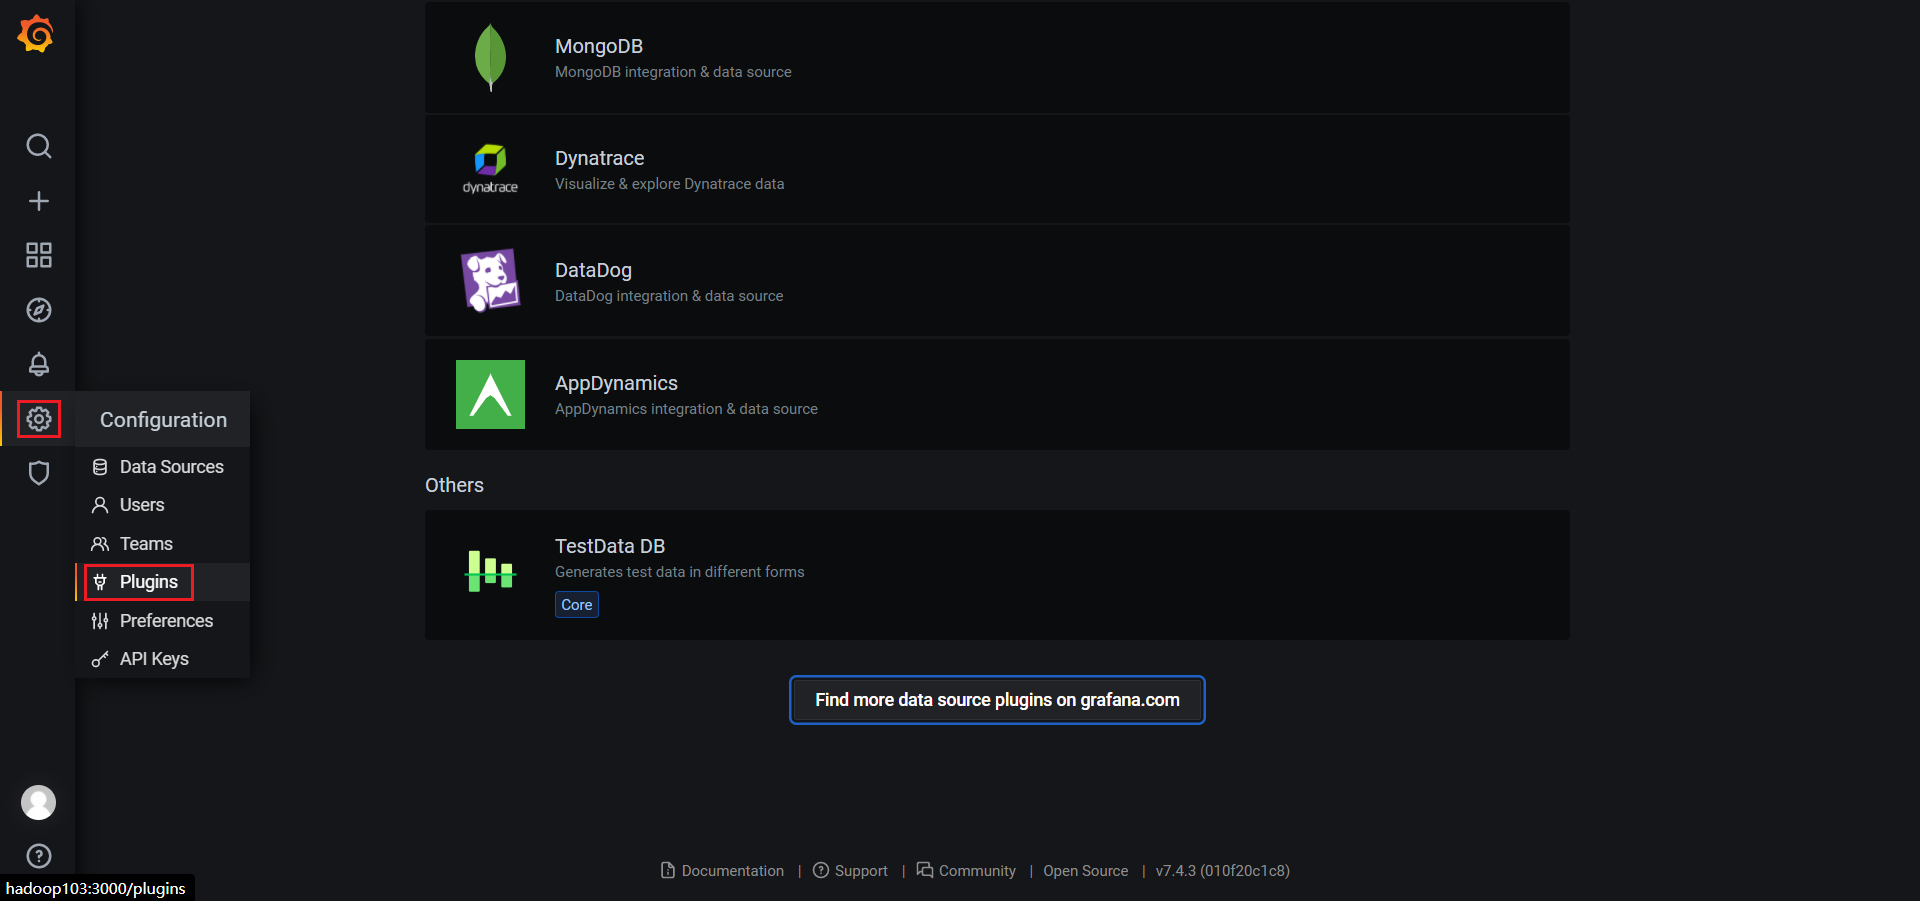 MongoDB
MongoDB integration & data source
dynatrace
Dynatrace
Visualize & explore Dynatrace data
DataDog
DataDog integration & data source
AppDynamics
AppDynamics integration & data source
Configuration
Data Sources
Users
Teams
Plugins
Preferences
API Keys
Others
TestData DB
Generates test data in different forms
Core
Find more data source plugins on grafana.com
Documentation | Support | Community | Open Source | v7.4.3 (010f20c1c8)
hadoop103:3000/plugins